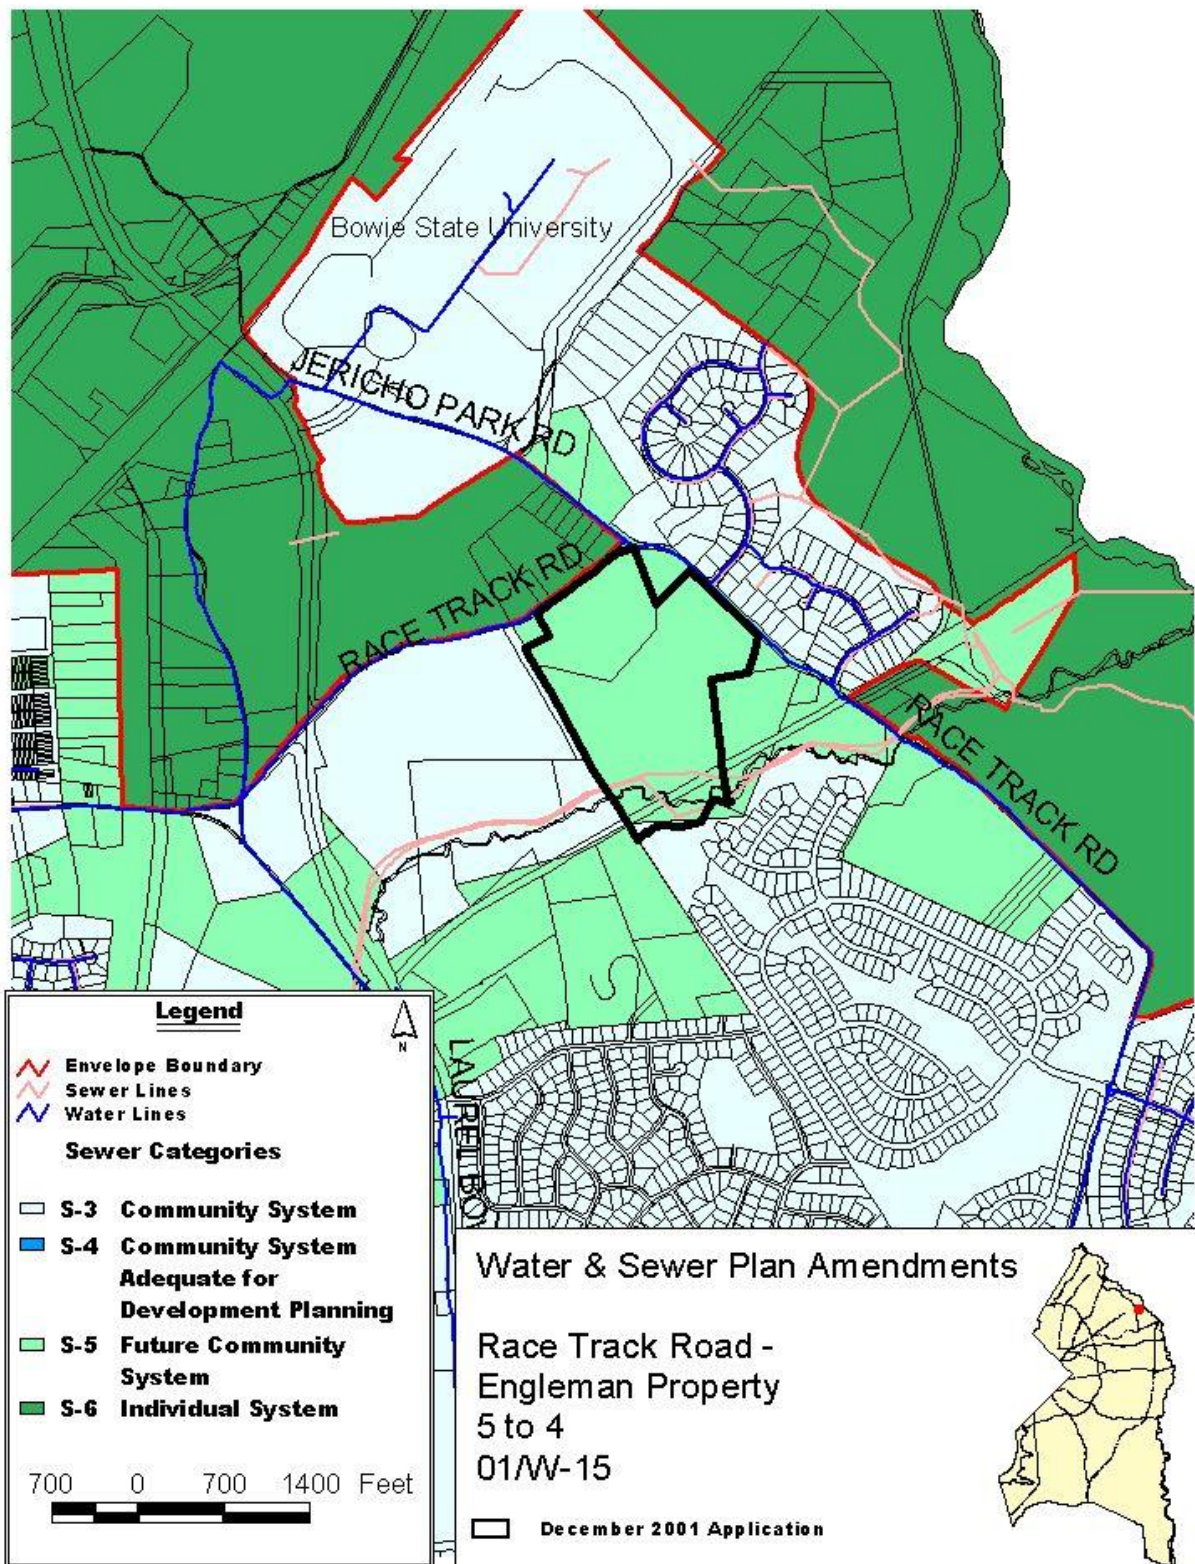 Bowie State University
JERICHO PARK RD
RACE TRACK RD
RACE TRACK RD
LAUREL BO
Legend
N
Envelope Boundary
Sewer Lines
Water Lines
Sewer Categories
S-3 Community System
S-4 Community System
Adequate for
Development Planning
S-5 Future Community
System
S-6 Individual System
700 0 700 1400 Feet
Water & Sewer Plan Amendments
Race Track Road -
Engleman Property
5 to 4
01/W-15
December 2001 Application